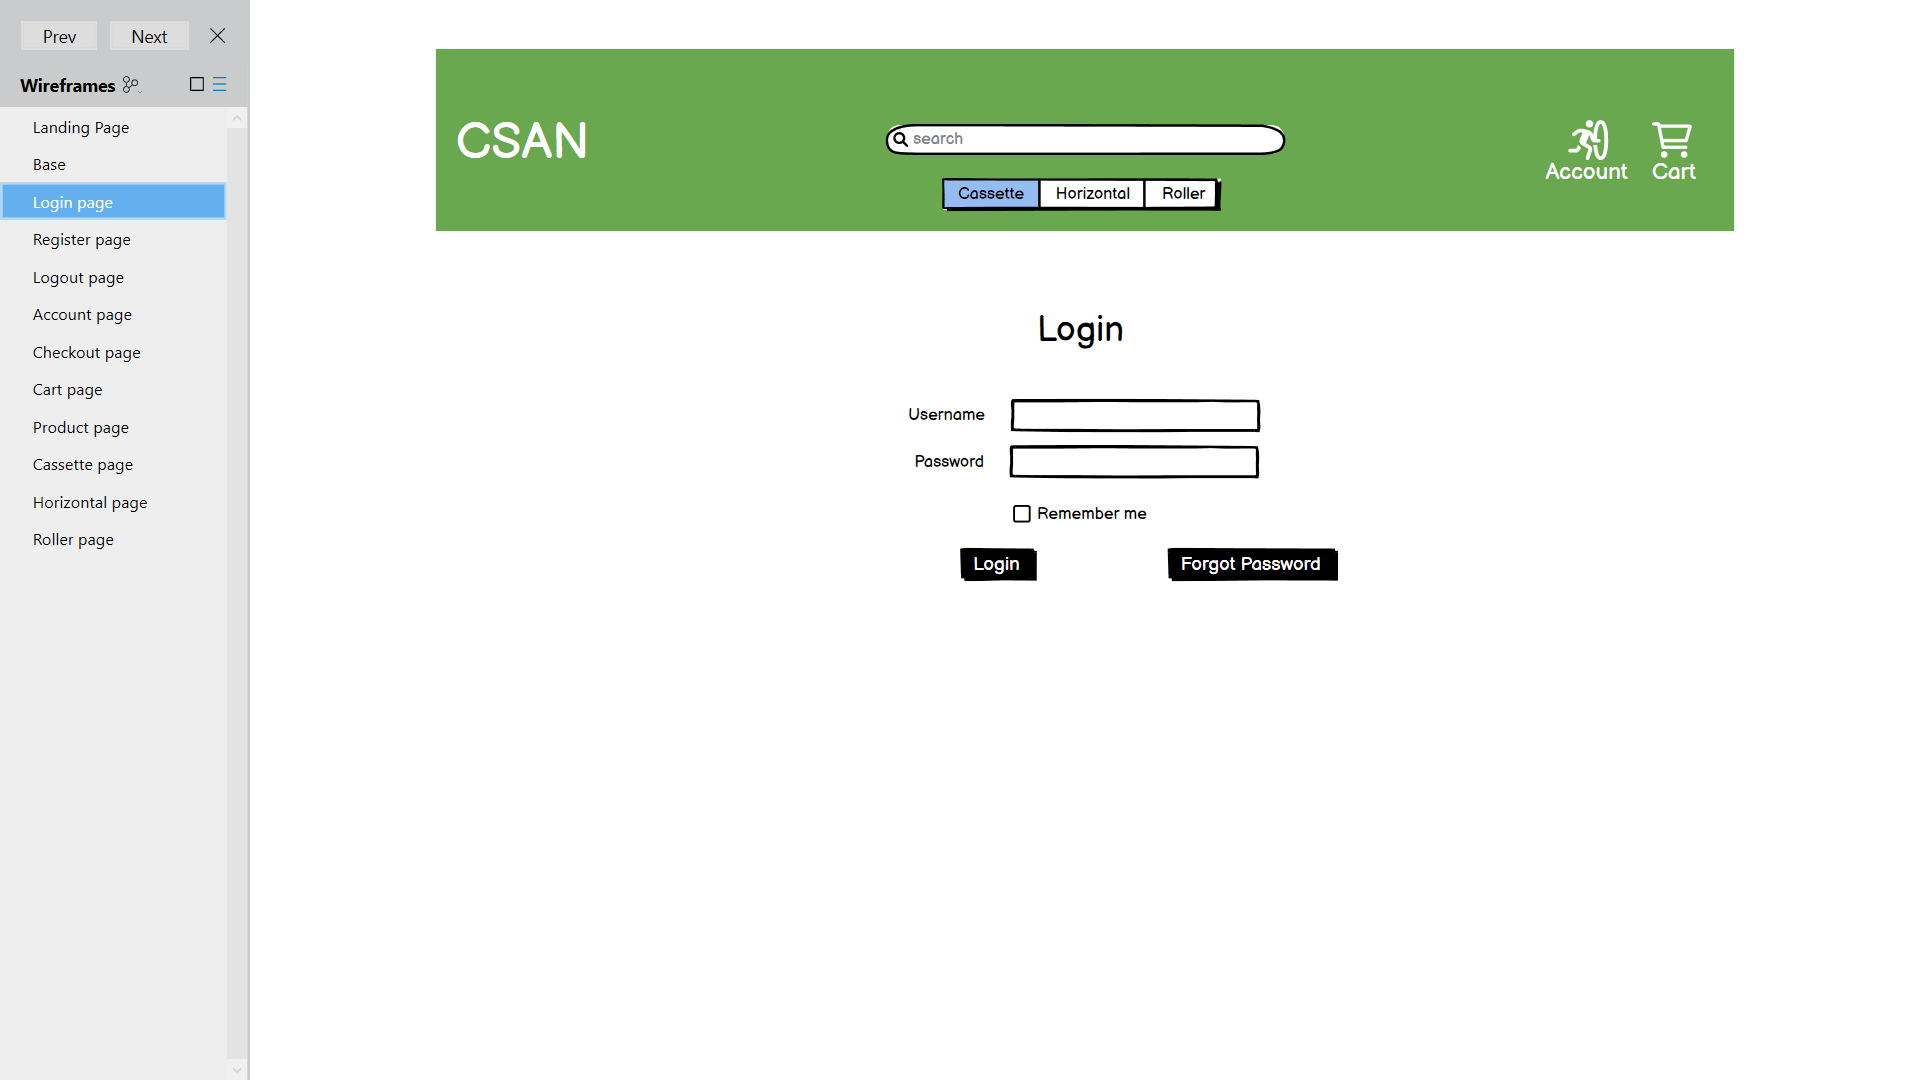 Prev Next
Wireframes
Landing Page
Base
Login page
Register page
Logout page
Account page
Checkout page
Cart page
Product page
Cassette page
Horizontal page
Roller page
CSAN
search
Cassette Horizontal Roller
Account Cart
Login
Username
Password
Remember me
Login Forgot Password